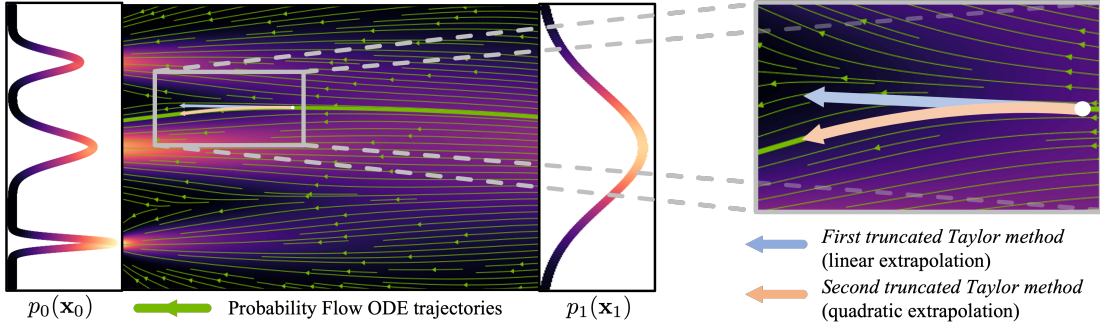 p₀(𝐱₀)
Probability Flow ODE trajectories
p₁(𝐱₁)
First truncated Taylor method
(linear extrapolation)
Second truncated Taylor method
(quadratic extrapolation)